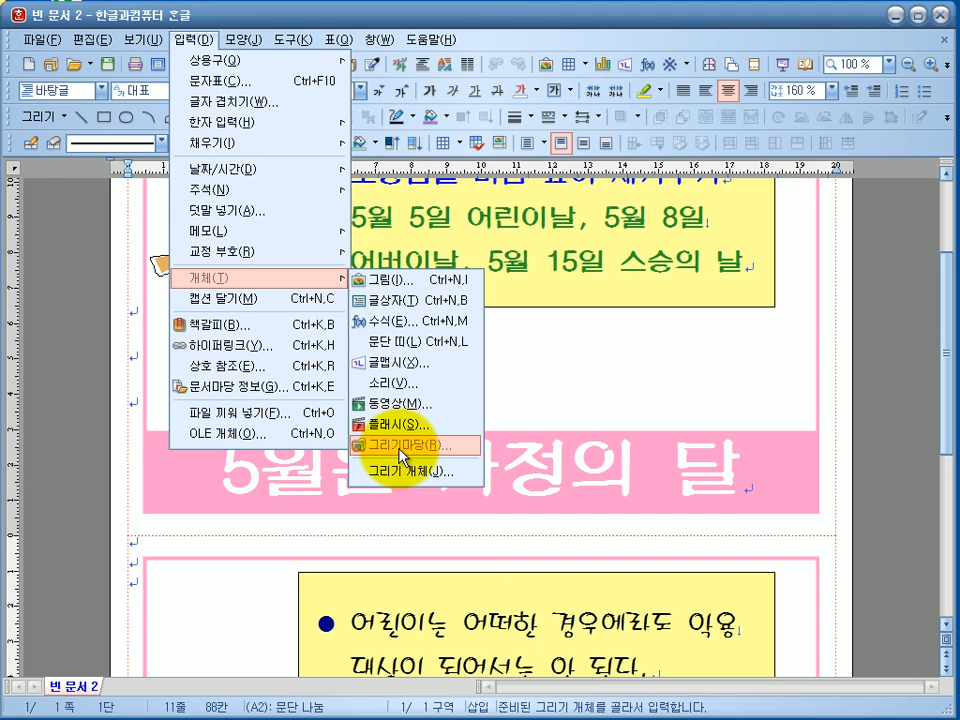 빈 문서 2 - 한글과컴퓨터 흔글
파일(F) 편집(E) 보기(U) 입력(D) 모양(J) 도구(K) 표(Q) 창(W) 도움말(H)
100 %
바탕글 대표 160 %
그리기
상용구(Q)
문자표(C)... Ctrl+F10
글자 겹치기(W)...
한자 입력(H)
채우기(I)
날짜/시간(D)
주석(N)
덧말 넣기(A)...
메모(L)
교정 부호(R)
개체(T)
캡션 달기(M) Ctrl+N,C
책갈피(B)... Ctrl+K,B
하이퍼링크(Y)... Ctrl+K,H
상호 참조(E)... Ctrl+K,R
문서마당 정보(G)... Ctrl+K,E
파일 끼워 넣기(F)... Ctrl+O
OLE 개체(O)... Ctrl+N,O
그림(I)... Ctrl+N,I
글상자(T) Ctrl+N,B
수식(E)... Ctrl+N,M
문단 띠(L) Ctrl+N,L
글맵시(X)...
소리(V)...
동영상(M)...
플래시(S)...
그리기마당(R)...
그리기 개체(J)...
5월 5일 어린이날, 5월 8일
어버이날, 5월 15일 스승의 날
5월은 가정의 달
어린이는 어떠한 경우에라도 악용
대상이 되어서는 안 된다.
빈 문서 2
1/ 1 쪽 1단 11줄 88칸 (A2): 문단 나눔 1/ 1 구역 삽입 준비된 그리기 개체를 골라서 입력합니다.